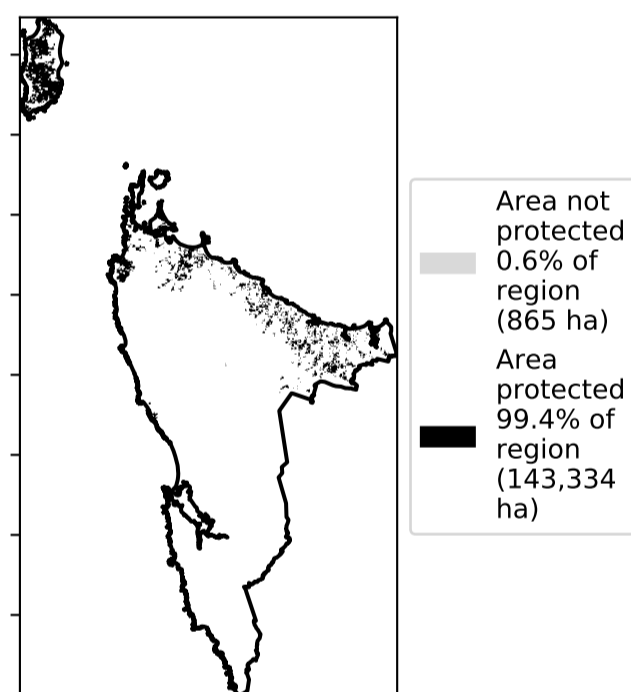 Area not
protected
0.6% of
region
(865 ha)
Area
protected
99.4% of
region
(143,334
ha)